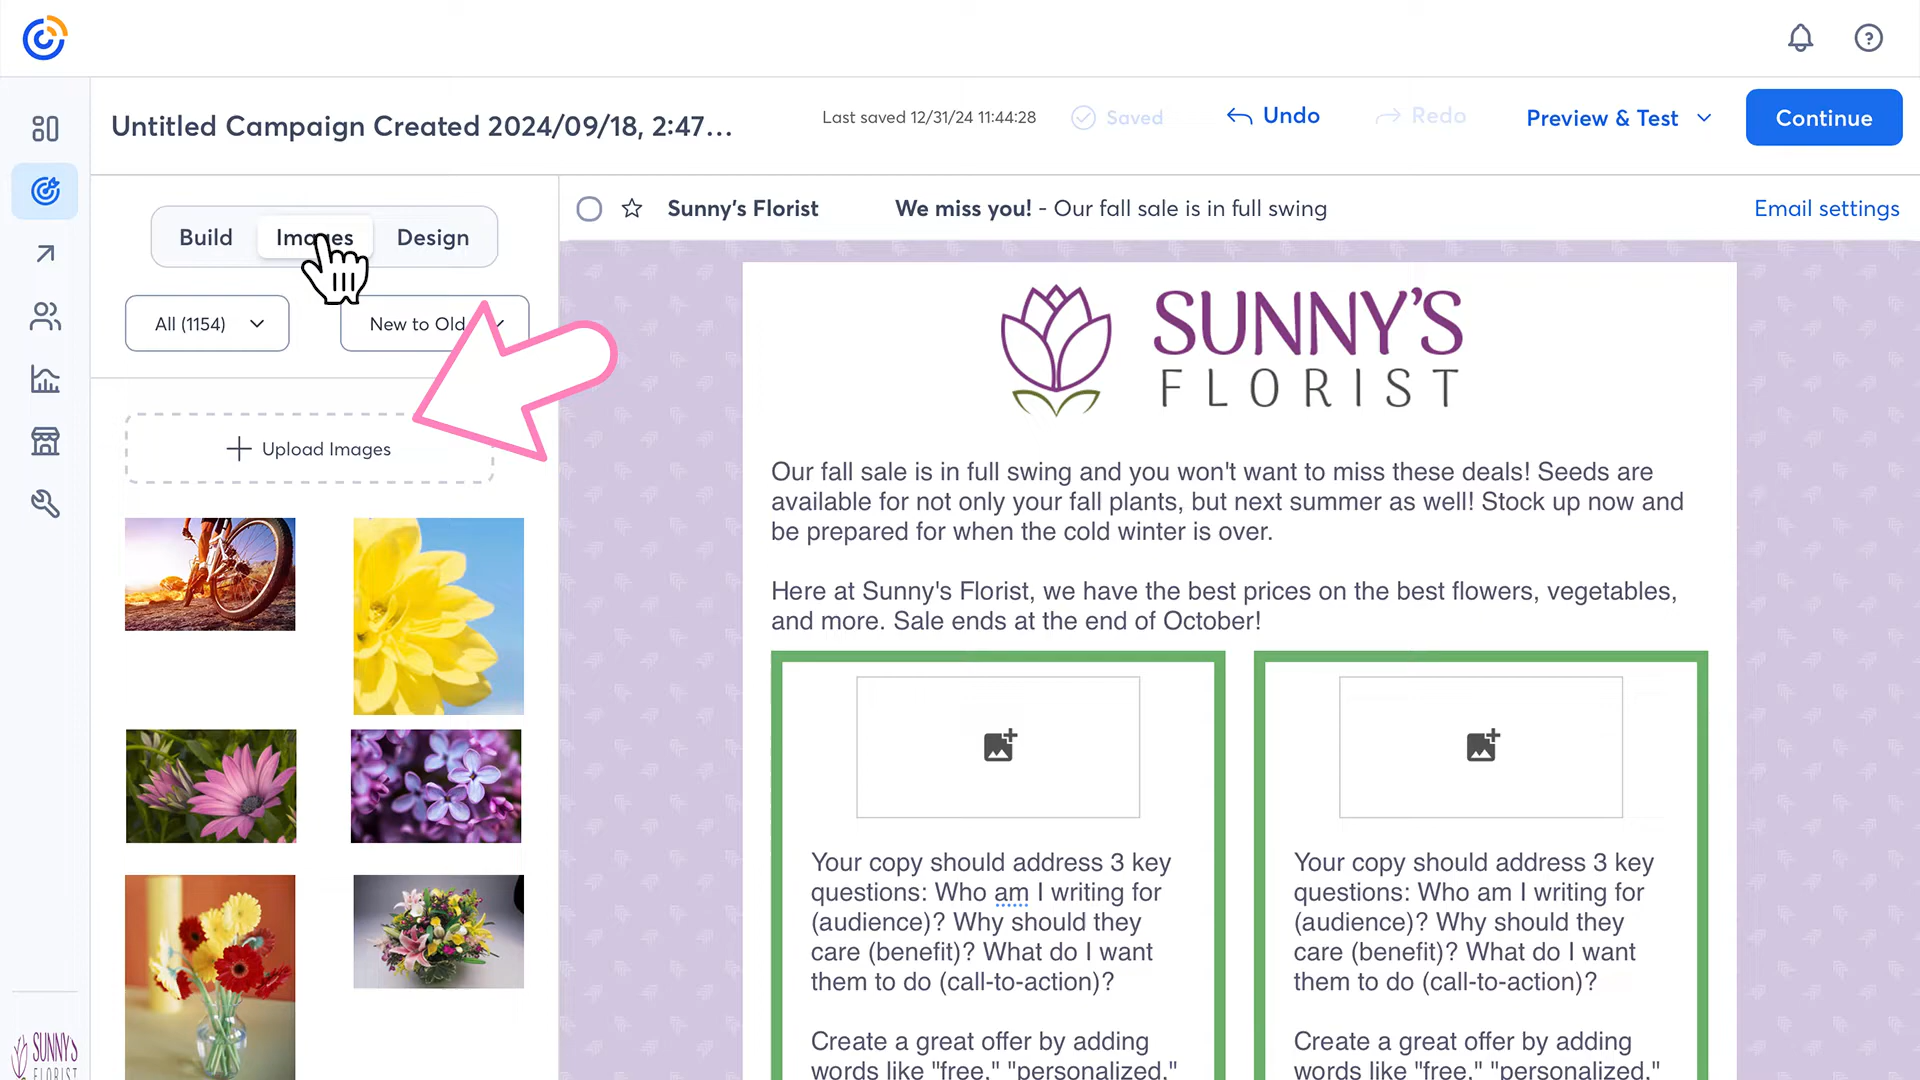 Untitled Campaign Created 2024/09/18, 2:47...
Last saved 12/31/24 11:44:28
Saved
Undo
Redo
Preview & Test
Continue
Build
Images
Design
All (1154)
New to Old
Upload Images
Sunny's Florist
We miss you! - Our fall sale is in full swing
Email settings
SUNNY'S
FLORIST
Our fall sale is in full swing and you won't want to miss these deals! Seeds are
available for not only your fall plants, but next summer as well! Stock up now and
be prepared for when the cold winter is over.
Here at Sunny's Florist, we have the best prices on the best flowers, vegetables,
and more. Sale ends at the end of October!
Your copy should address 3 key
questions: Who am I writing for
(audience)? Why should they
care (benefit)? What do I want
them to do (call-to-action)?
Create a great offer by adding
words like "free," "personalized,"
Your copy should address 3 key
questions: Who am I writing for
(audience)? Why should they
care (benefit)? What do I want
them to do (call-to-action)?
Create a great offer by adding
words like "free," "personalized,"
SUNNY'S
FLORIST